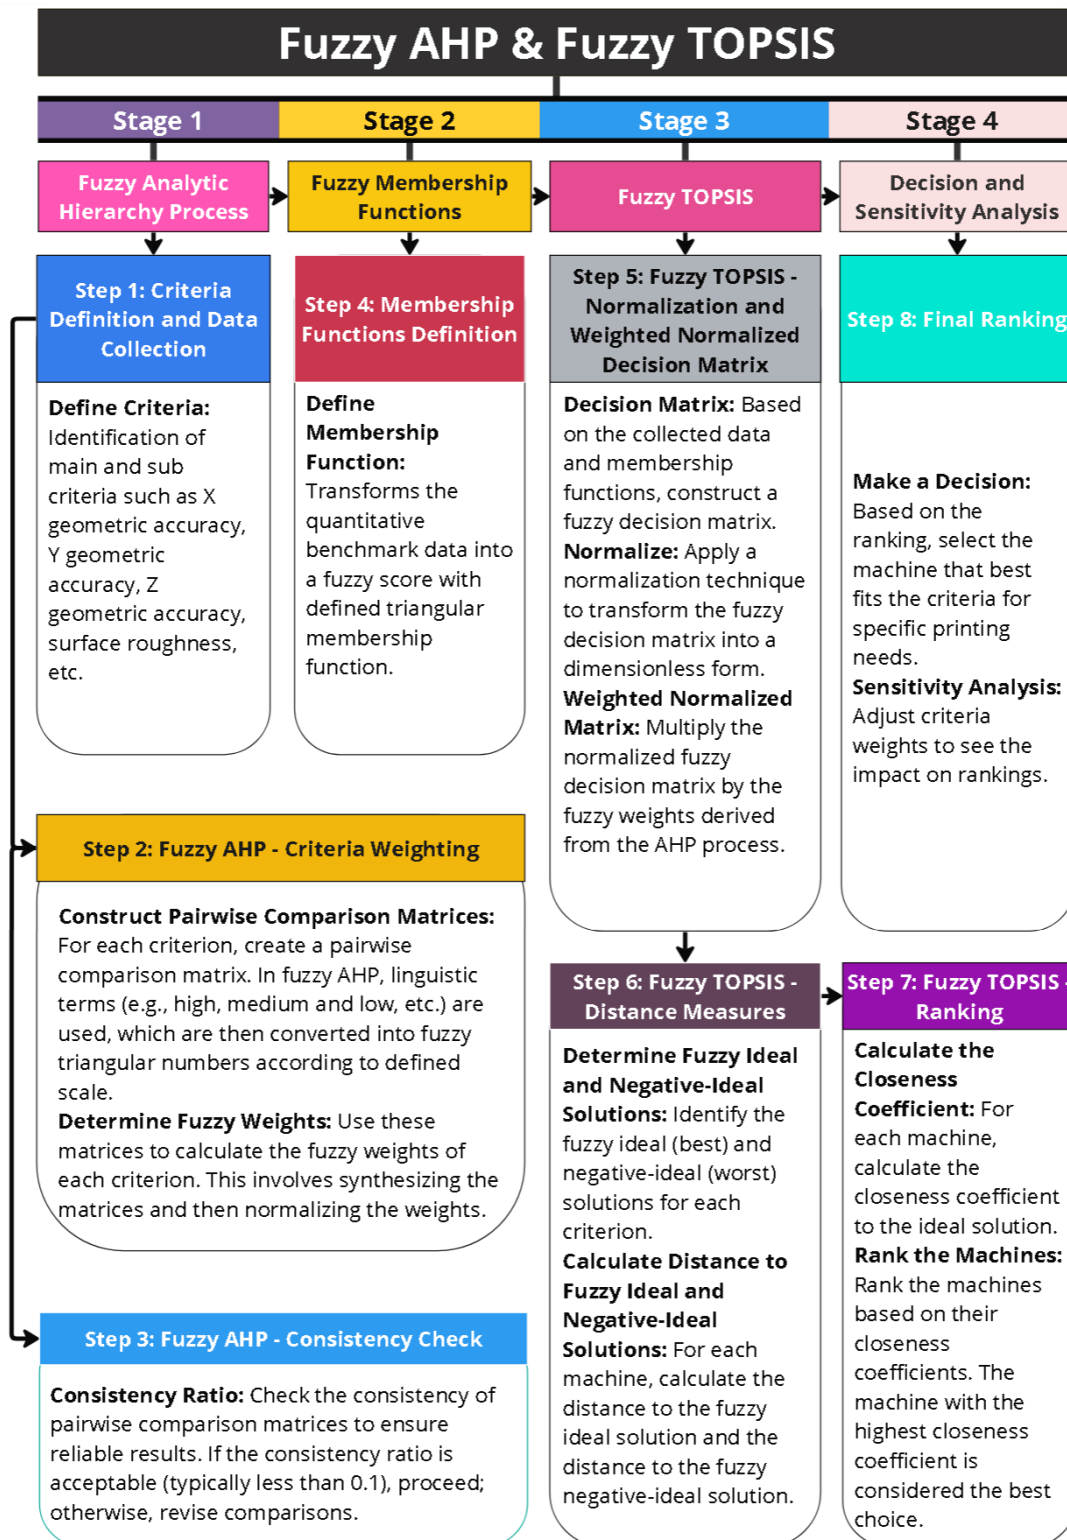 Fuzzy AHP & Fuzzy TOPSIS
Stage 1
Stage 2
Stage 3
Stage 4
Fuzzy Analytic
Hierarchy Process
Fuzzy Membership
Functions
Fuzzy TOPSIS
Decision and
Sensitivity Analysis
Step 1: Criteria
Definition and Data
Collection
Define Criteria:
Identification of
main and sub
criteria such as X
geometric accuracy,
Y geometric
accuracy, Z
geometric accuracy,
surface roughness,
etc.
Step 2: Fuzzy AHP - Criteria Weighting
Construct Pairwise Comparison Matrices:
For each criterion, create a pairwise
comparison matrix. In fuzzy AHP, linguistic
terms (e.g., high, medium and low, etc.) are
used, which are then converted into fuzzy
triangular numbers according to defined
scale.
Determine Fuzzy Weights: Use these
matrices to calculate the fuzzy weights of
each criterion. This involves synthesizing the
matrices and then normalizing the weights.
Step 3: Fuzzy AHP - Consistency Check
Consistency Ratio: Check the consistency of
pairwise comparison matrices to ensure
reliable results. If the consistency ratio is
acceptable (typically less than 0.1), proceed;
otherwise, revise comparisons.
Step 4: Membership
Functions Definition
Define
Membership
Function:
Transforms the
quantitative
benchmark data into
a fuzzy score with
defined triangular
membership
function.
Step 5: Fuzzy TOPSIS -
Normalization and
Weighted Normalized
Decision Matrix
Decision Matrix: Based
on the collected data
and membership
functions, construct a
fuzzy decision matrix.
Normalize: Apply a
normalization technique
to transform the fuzzy
decision matrix into a
dimensionless form.
Weighted Normalized
Matrix: Multiply the
normalized fuzzy
decision matrix by the
fuzzy weights derived
from the AHP process.
Step 6: Fuzzy TOPSIS -
Distance Measures
Determine Fuzzy Ideal
and Negative-Ideal
Solutions: Identify the
fuzzy ideal (best) and
negative-ideal (worst)
solutions for each
criterion.
Calculate Distance to
Fuzzy Ideal and
Negative-Ideal
Solutions: For each
machine, calculate the
distance to the fuzzy
ideal solution and the
distance to the fuzzy
negative-ideal solution.
Step 7: Fuzzy TOPSIS -
Ranking
Calculate the
Closeness
Coefficient: For
each machine,
calculate the
closeness coefficient
to the ideal solution.
Rank the Machines:
Rank the machines
based on their
closeness
coefficients. The
machine with the
highest closeness
coefficient is
considered the best
choice.
Step 8: Final Ranking
Make a Decision:
Based on the
ranking, select the
machine that best
fits the criteria for
specific printing
needs.
Sensitivity Analysis:
Adjust criteria
weights to see the
impact on rankings.